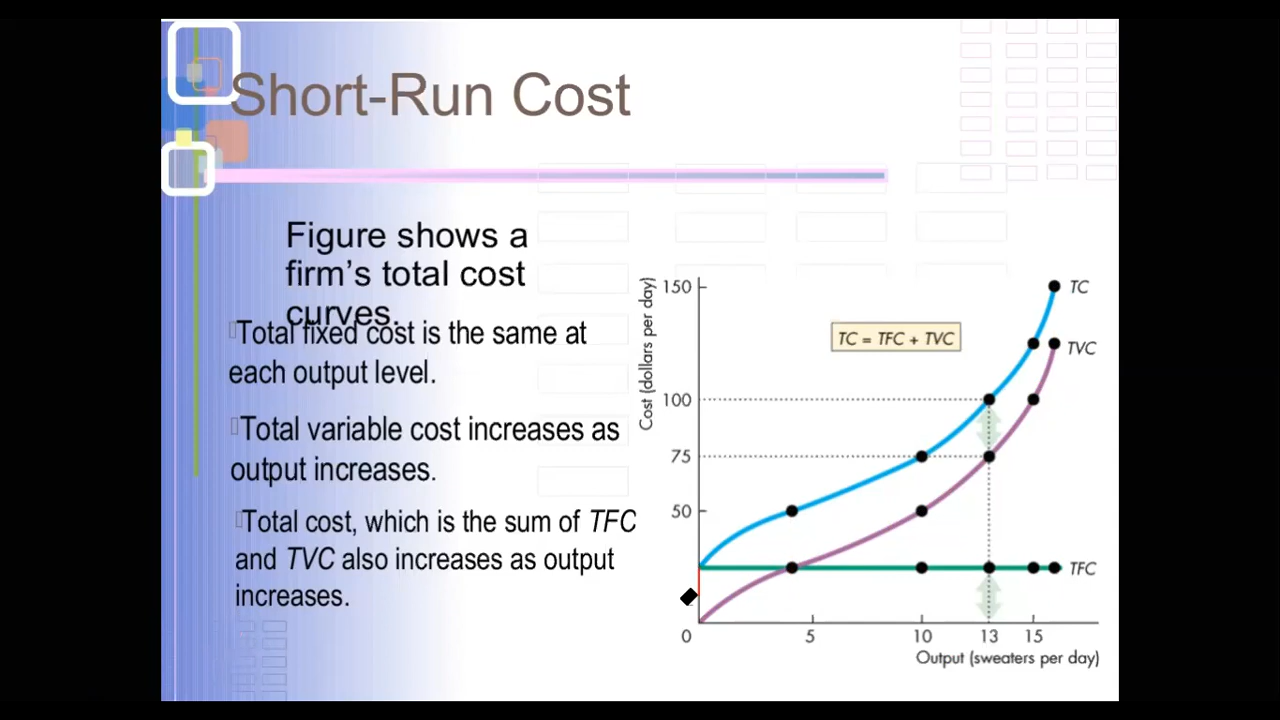 Short-Run Cost
Figure shows a
firm’s total cost
curves.
Total fixed cost is the same at
each output level.
Total variable cost increases as
output increases.
Total cost, which is the sum of TFC
and TVC also increases as output
increases.
Cost (dollars per day)
150
100
75
50
0
5
10
13
15
Output (sweaters per day)
TC = TFC + TVC
TC
TVC
TFC